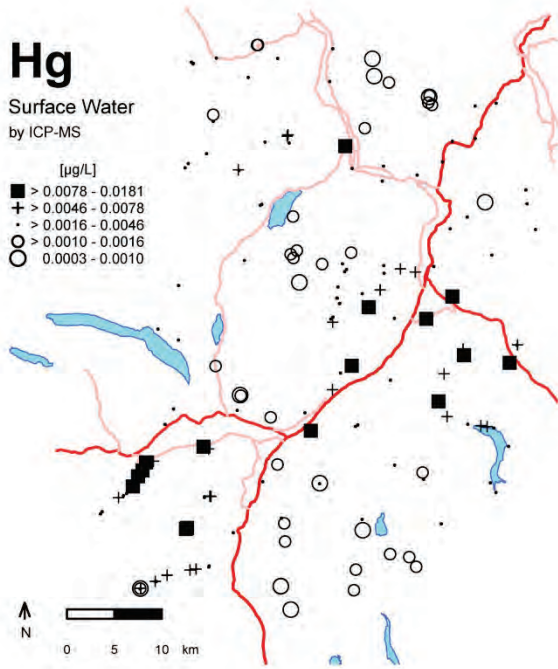 Hg
Surface Water
by ICP-MS
[µg/L]
> 0.0078 - 0.0181
> 0.0046 - 0.0078
> 0.0016 - 0.0046
> 0.0010 - 0.0016
0.0003 - 0.0010
N
0 5 10 km